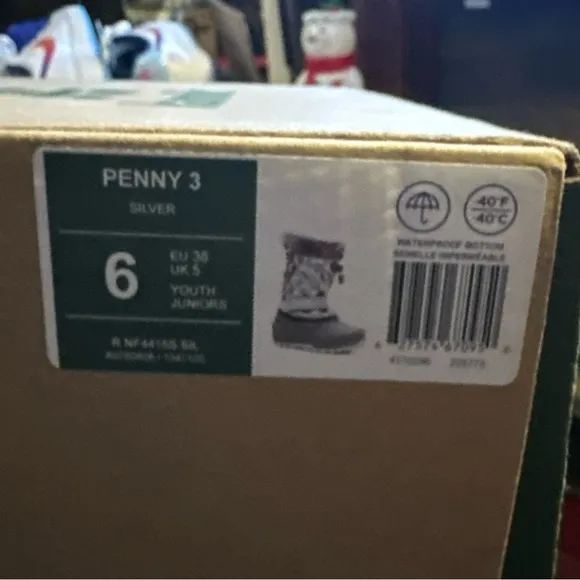 PENNY 3
SILVER
6
EU 38
UK 5
YOUTH
JUNIORS
-40°F
-40°C
WATERPROOF BOTTOM
SEMELLE IMPERMÉABLE